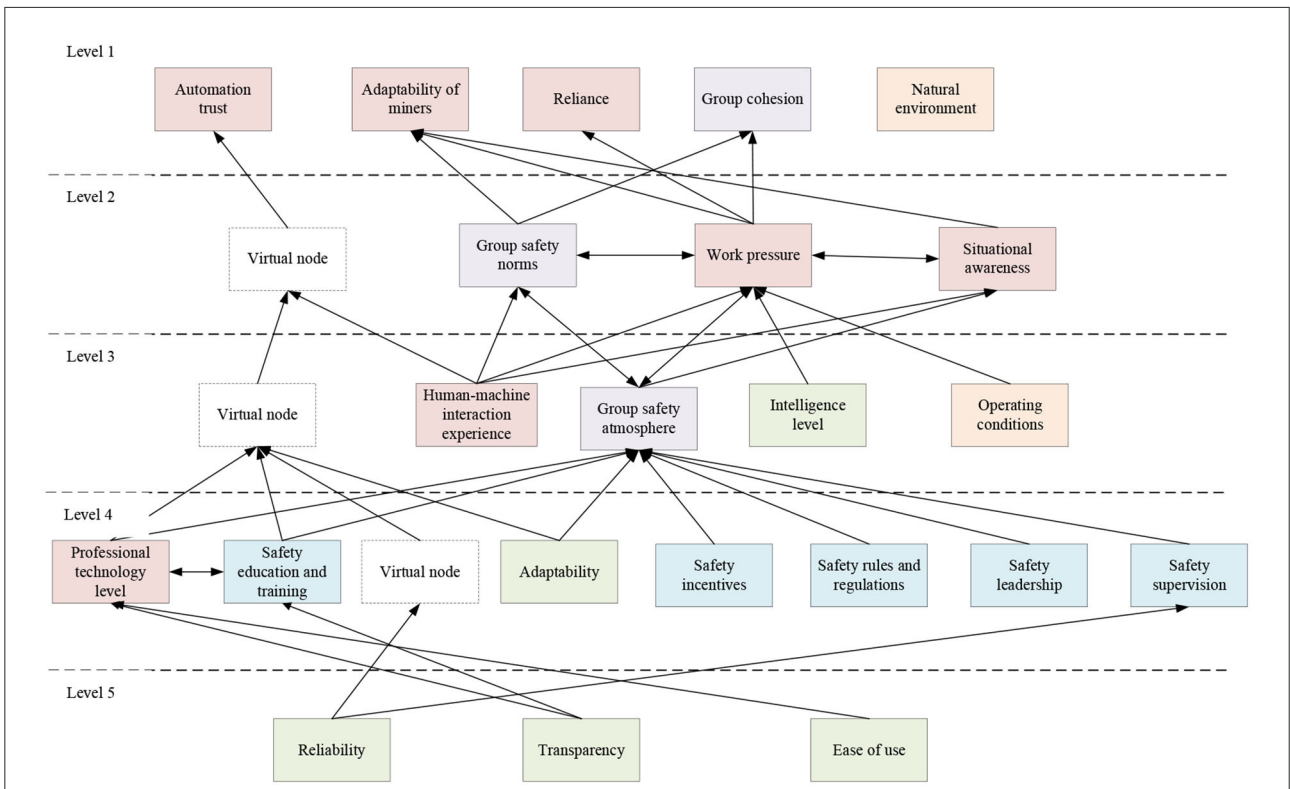 Level 1
Automation
trust
Adaptability of
miners
Reliance
Group cohesion
Natural
environment
Level 2
Virtual node
Group safety
norms
Work pressure
Situational
awareness
Level 3
Virtual node
Human-machine
interaction
experience
Group safety
atmosphere
Intelligence
level
Operating
conditions
Level 4
Professional
technology
level
Safety
education and
training
Virtual node
Adaptability
Safety
incentives
Safety rules and
regulations
Safety
leadership
Safety
supervision
Level 5
Reliability
Transparency
Ease of use